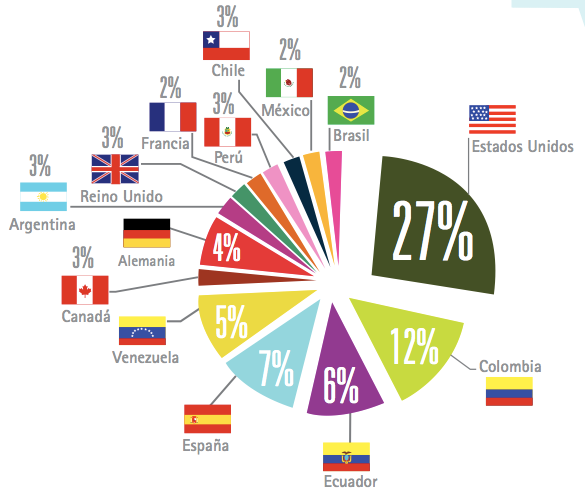 3%
Chile
2%
México
2%
Brasil
2%
Francia
3%
Perú
3%
Reino Unido
3%
Argentina
4%
Alemania
3%
Canadá
5%
Venezuela
7%
España
6%
Ecuador
12%
Colombia
27%
Estados Unidos